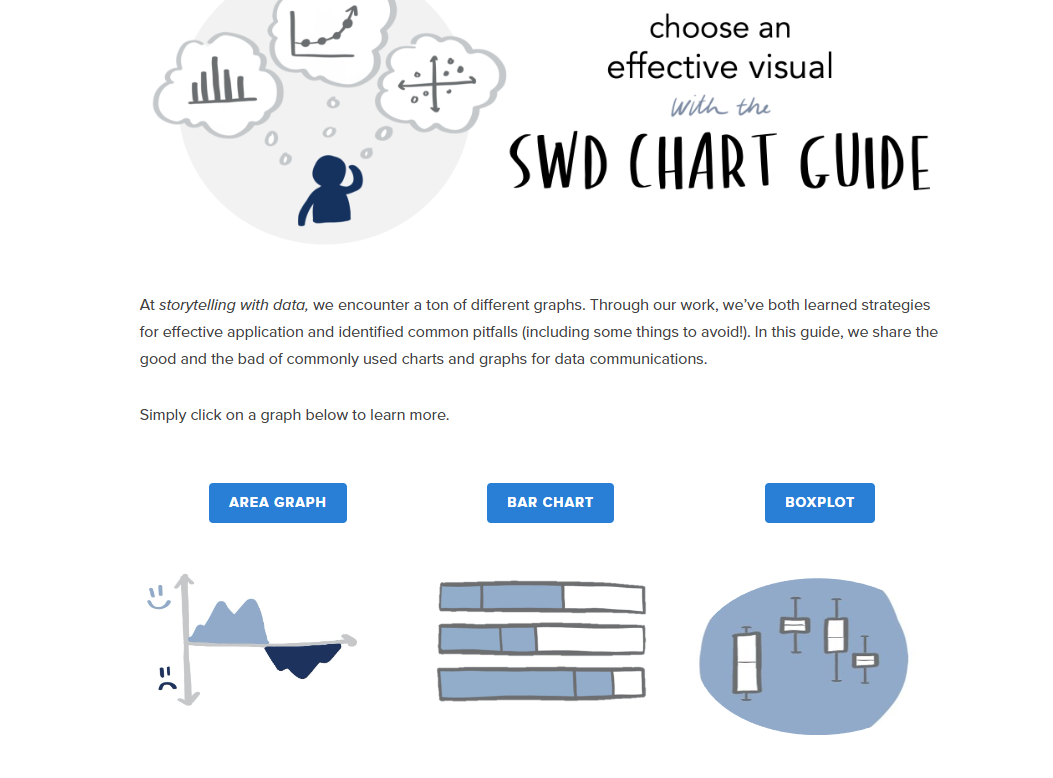 choose an
effective visual
with the
SWD CHART GUIDE
At storytelling with data, we encounter a ton of different graphs. Through our work, we’ve both learned strategies
for effective application and identified common pitfalls (including some things to avoid!). In this guide, we share the
good and the bad of commonly used charts and graphs for data communications.
Simply click on a graph below to learn more.
AREA GRAPH
BAR CHART
BOXPLOT